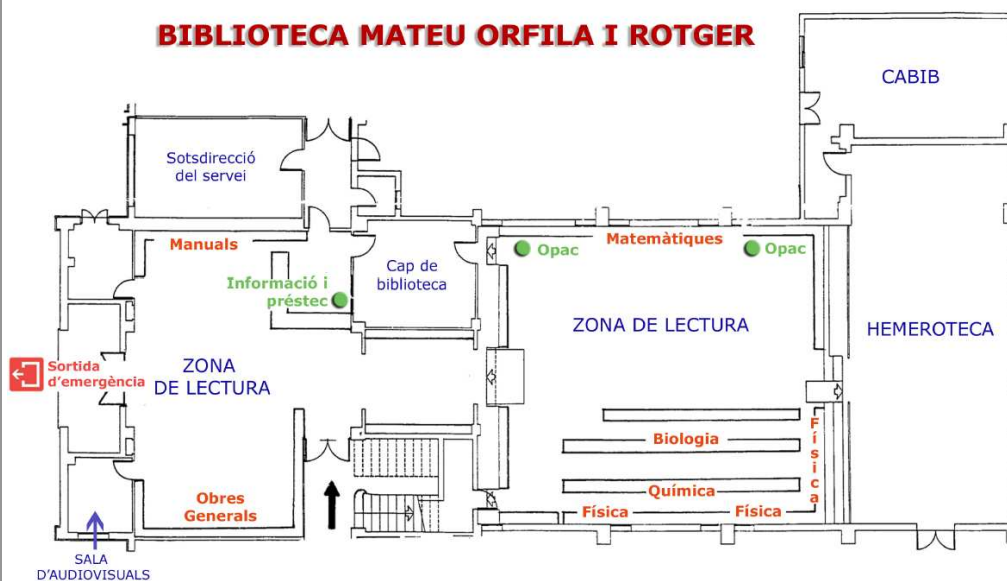 BIBLIOTECA MATEU ORFILA I ROTGER
CABIB
Sotsdirecció
del servei
Manuals
Informació i
préstec
Cap de
biblioteca
Opac
Matemàtiques
Opac
ZONA DE LECTURA
HEMEROTECA
Sortida
d'emergència
ZONA
DE LECTURA
Biologia
Física
Química
Física
Física
Obres
Generals
SALA
D'AUDIOVISUALS